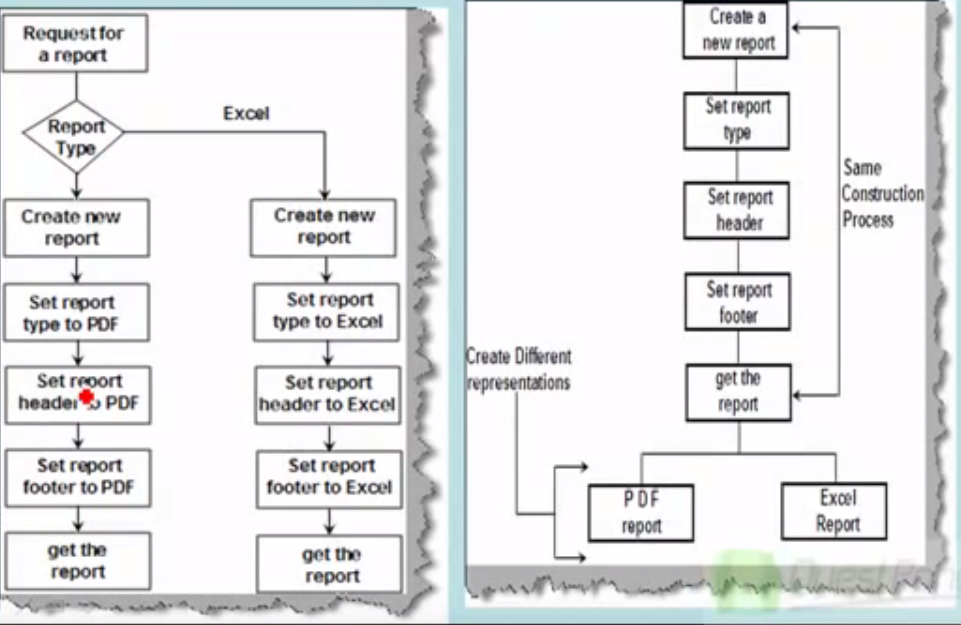 Request for
a report
Report
Type
Excel
Create new
report
Set report
type to PDF
Set report
header to PDF
Set report
footer to PDF
get the
report
Create new
report
Set report
type to Excel
Set report
header to Excel
Set report
footer to Excel
get the
report
Create a
new report
Set report
type
Set report
header
Set report
footer
get the
report
Same
Construction
Process
Create Different
representations
PDF
report
Excel
Report